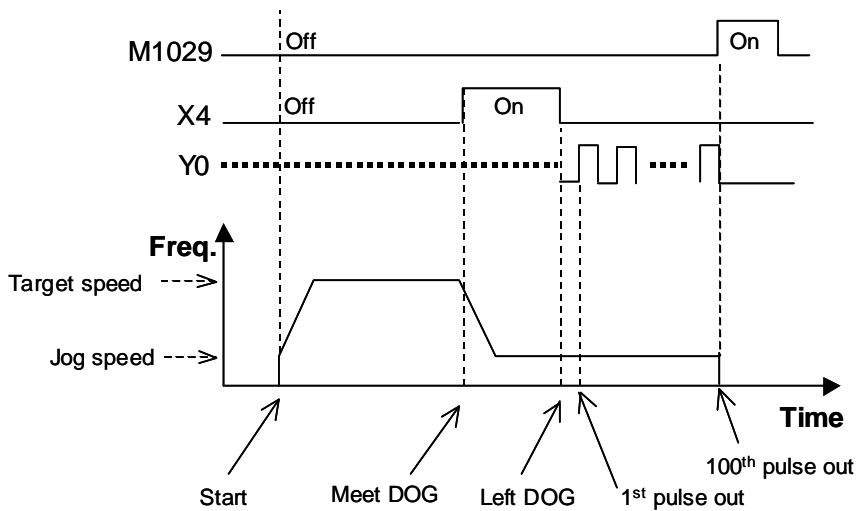 M1029 Off On
X4 Off On
Y0
Freq.
Target speed
Jog speed
Time
Start
Meet DOG
Left DOG
1st pulse out
100th pulse out